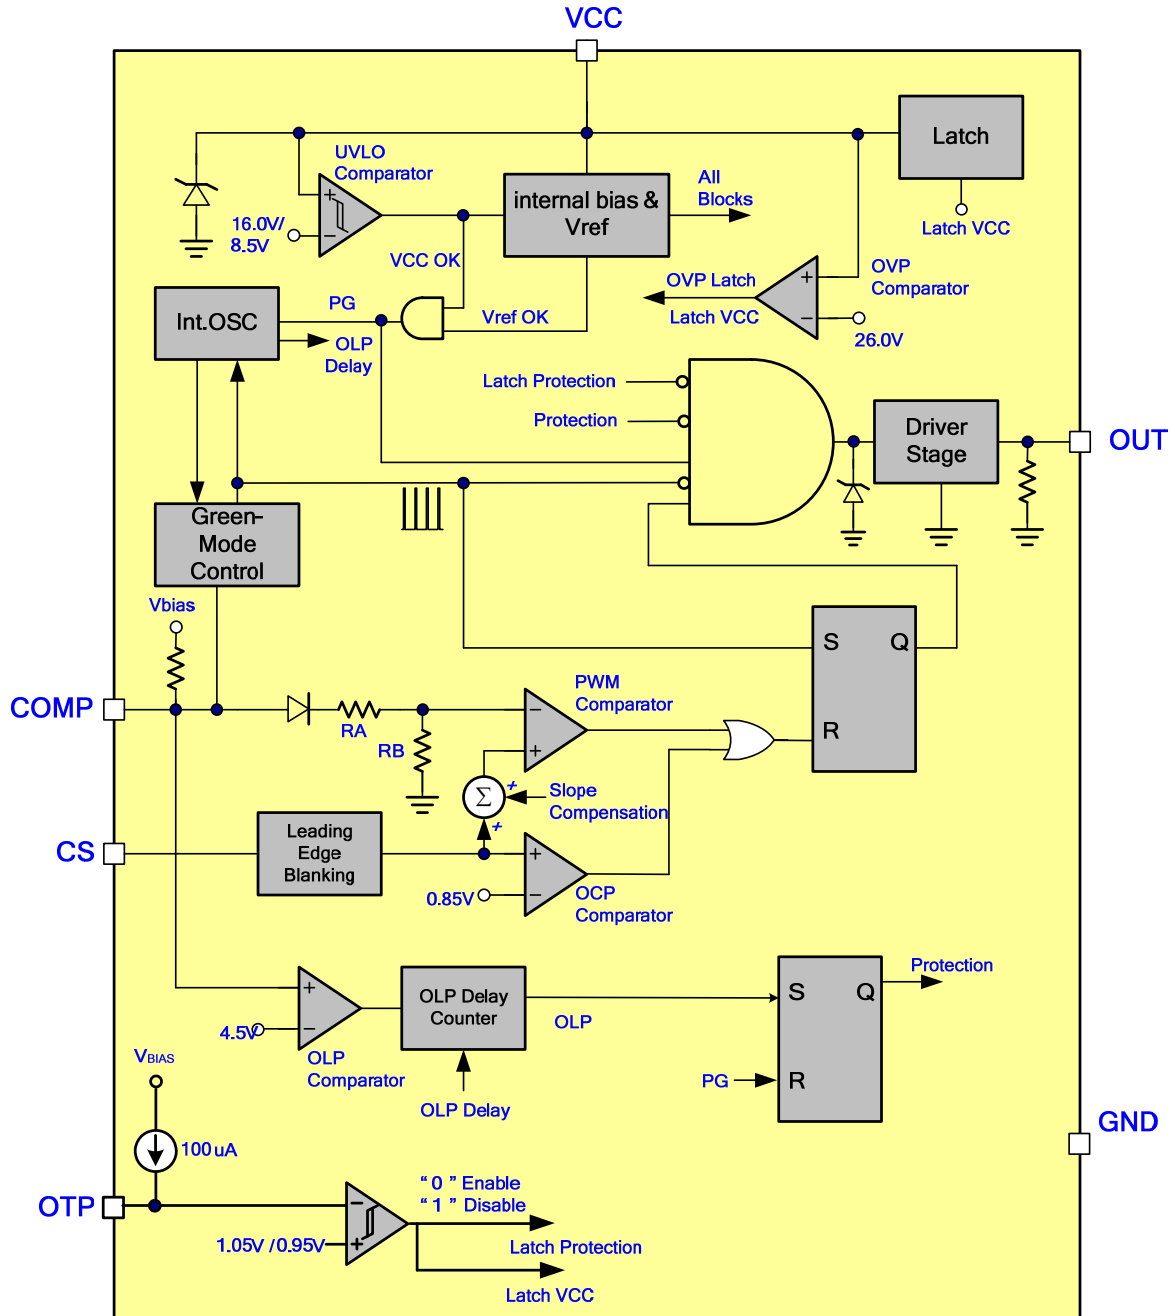 VCC
Latch
Latch VCC
UVLO
Comparator
+
−
16.0V/
8.5V
internal bias &
Vref
All
Blocks
VCC OK
OVP Latch
Latch VCC
+
−
OVP
Comparator
26.0V
PG
Vref OK
Int.OSC
OLP
Delay
Latch Protection
Protection
Driver
Stage
OUT
Green-
Mode
Control
Vbias
S
Q
R
COMP
RA
RB
PWM
Comparator
−
+
Σ
+
+
Slope
Compensation
CS
Leading
Edge
Blanking
+
−
0.85V
OCP
Comparator
+
−
4.5V
OLP
Comparator
OLP Delay
Counter
OLP
OLP Delay
S
Q
R
Protection
PG
GND
VBIAS
100uA
OTP
−
+
1.05V/0.95V
“0” Enable
“1” Disable
Latch Protection
Latch VCC